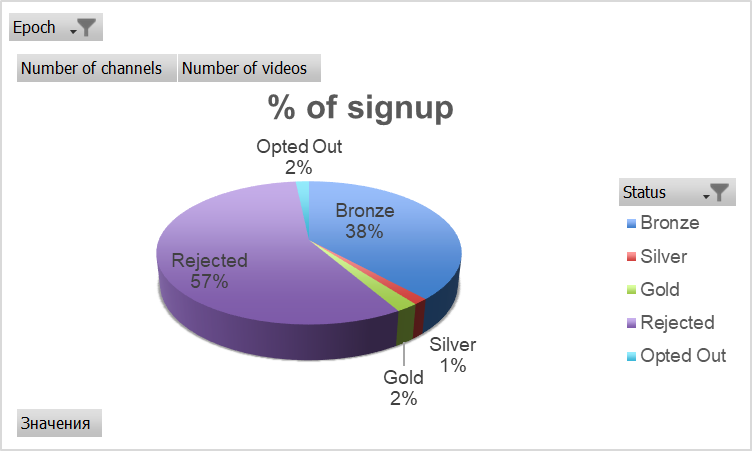 Epoch
Number of channels Number of videos
% of signup
Opted Out
2%
Bronze
38%
Rejected
57%
Silver
1%
Gold
2%
Status
Bronze
Silver
Gold
Rejected
Opted Out
Значения